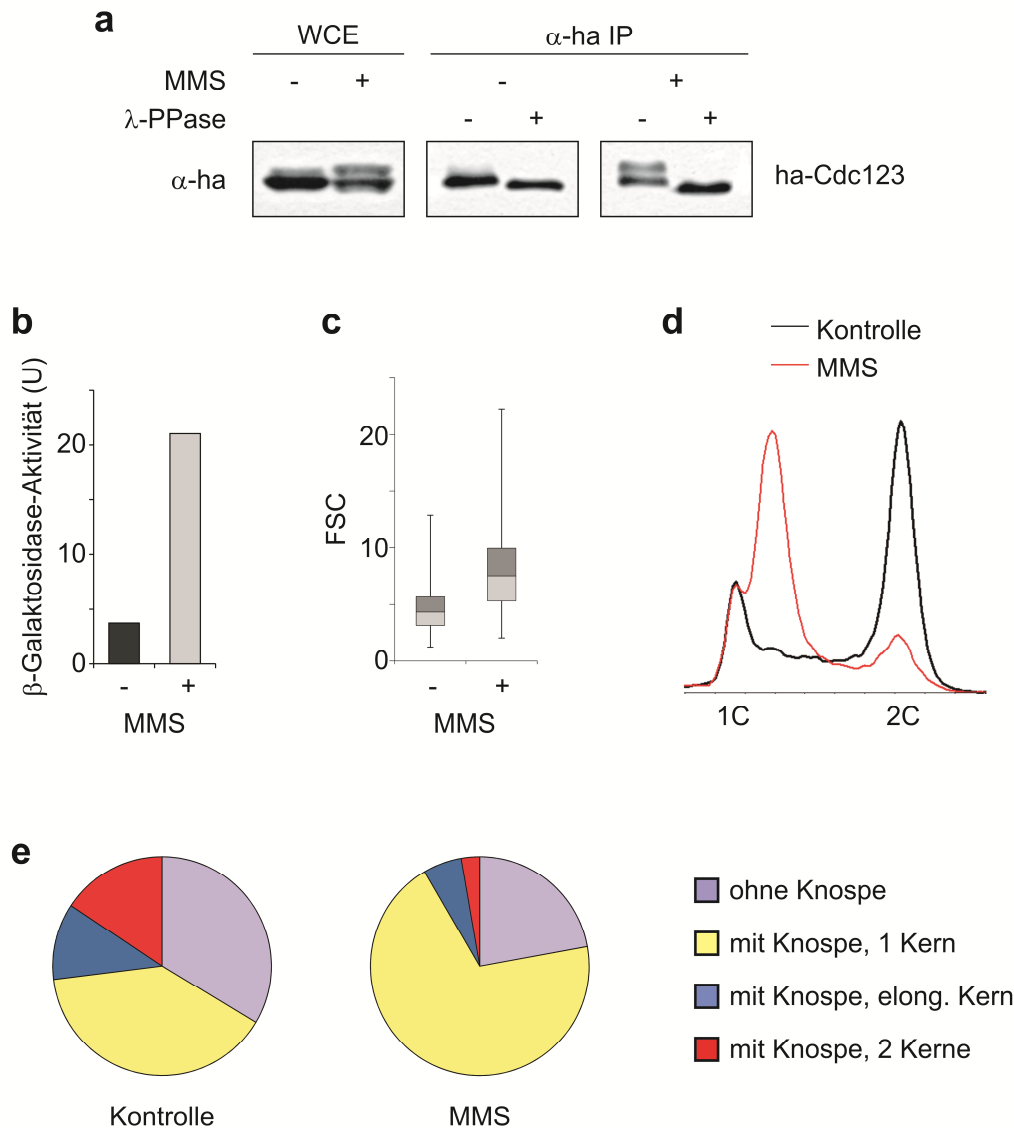 a
WCE α-ha IP
MMS - + - +
λ-PPase - + - +
α-ha ha-Cdc123
b
β-Galaktosidase-Aktivität (U)
20
10
0
- +
MMS
c
FSC
20
10
0
- +
MMS
d
Kontrolle
MMS
1C 2C
e
Kontrolle MMS
ohne Knospe
mit Knospe, 1 Kern
mit Knospe, elong. Kern
mit Knospe, 2 Kerne